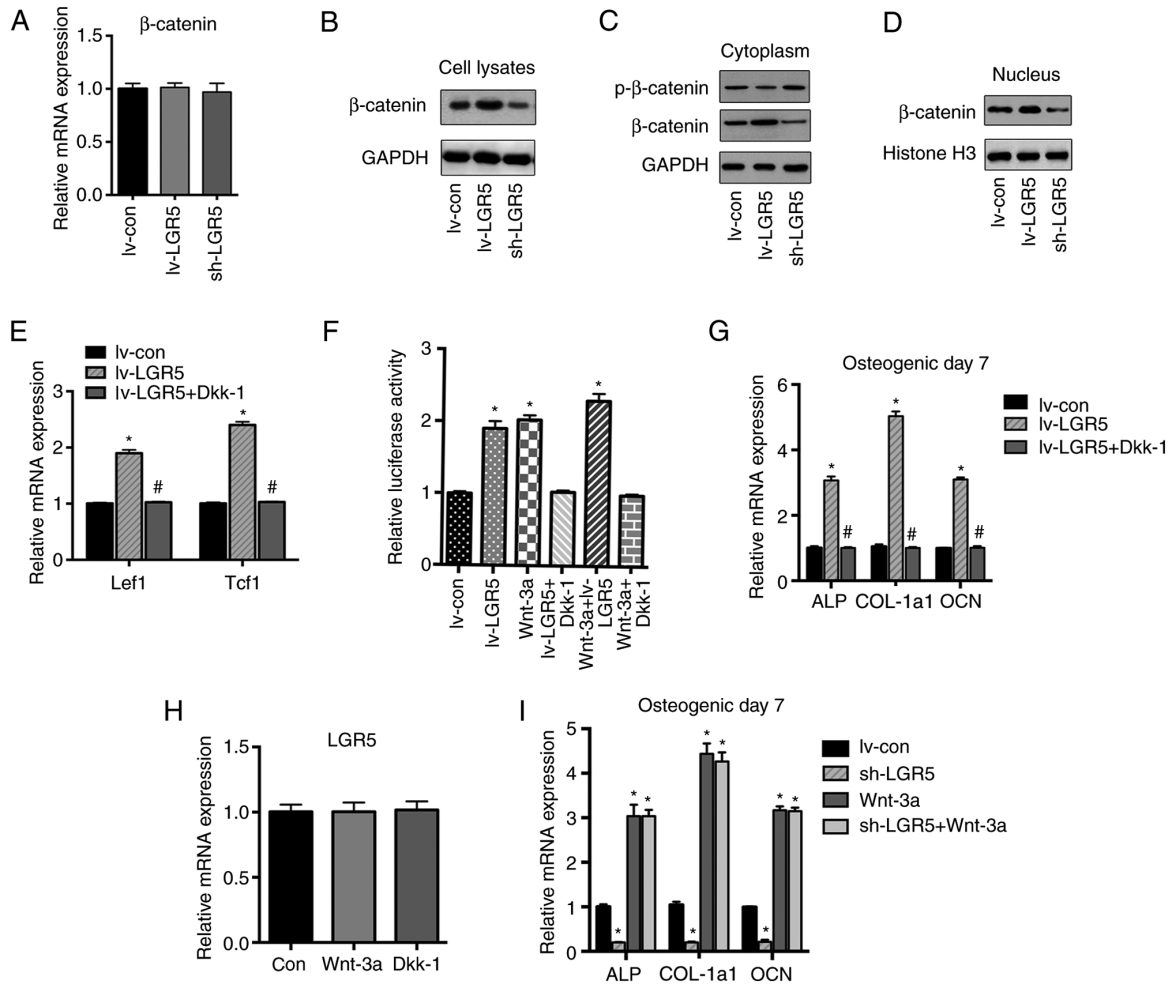 A
β-catenin
Relative mRNA expression
1.5
1.0
0.5
0.0
lv-con
lv-LGR5
sh-LGR5
B
Cell lysates
β-catenin
GAPDH
lv-con
lv-LGR5
sh-LGR5
C
Cytoplasm
p-β-catenin
β-catenin
GAPDH
lv-con
lv-LGR5
sh-LGR5
D
Nucleus
β-catenin
Histone H3
lv-con
lv-LGR5
sh-LGR5
E
lv-con
lv-LGR5
lv-LGR5+Dkk-1
Relative mRNA expression
3
2
1
0
*
#
*
#
Lef1
Tcf1
F
Relative luciferase activity
3
2
1
0
*
*
*
lv-con
lv-LGR5
Wnt-3a
lv-LGR5+
Dkk-1
Wnt-3a+lv-
LGR5
Wnt-3a+
Dkk-1
G
Osteogenic day 7
lv-con
lv-LGR5
lv-LGR5+Dkk-1
Relative mRNA expression
6
4
2
0
*
#
*
#
*
#
ALP
COL-1a1
OCN
H
LGR5
Relative mRNA expression
1.5
1.0
0.5
0.0
Con
Wnt-3a
Dkk-1
I
Osteogenic day 7
lv-con
sh-LGR5
Wnt-3a
sh-LGR5+Wnt-3a
Relative mRNA expression
5
4
3
2
1
0
*
*
*
*
*
*
*
*
*
ALP
COL-1a1
OCN